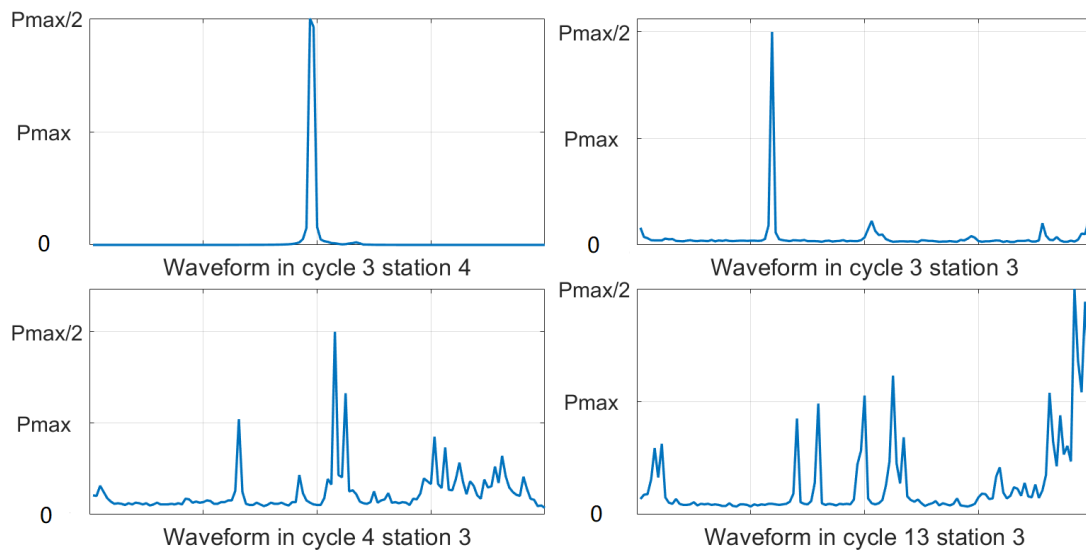 Pmax/2
Pmax
0
Waveform in cycle 3 station 4
Pmax/2
Pmax
0
Waveform in cycle 3 station 3
Pmax/2
Pmax
0
Waveform in cycle 4 station 3
Pmax/2
Pmax
0
Waveform in cycle 13 station 3